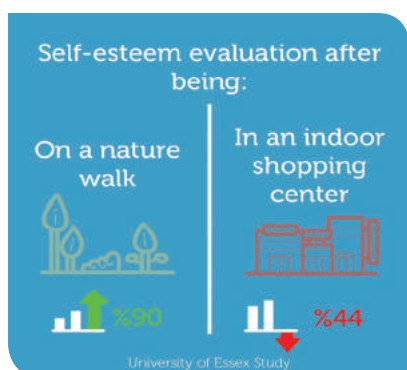 Self-esteem evaluation after
being:
On a nature
walk
%90
In an indoor
shopping
center
%44
University of Essex Study